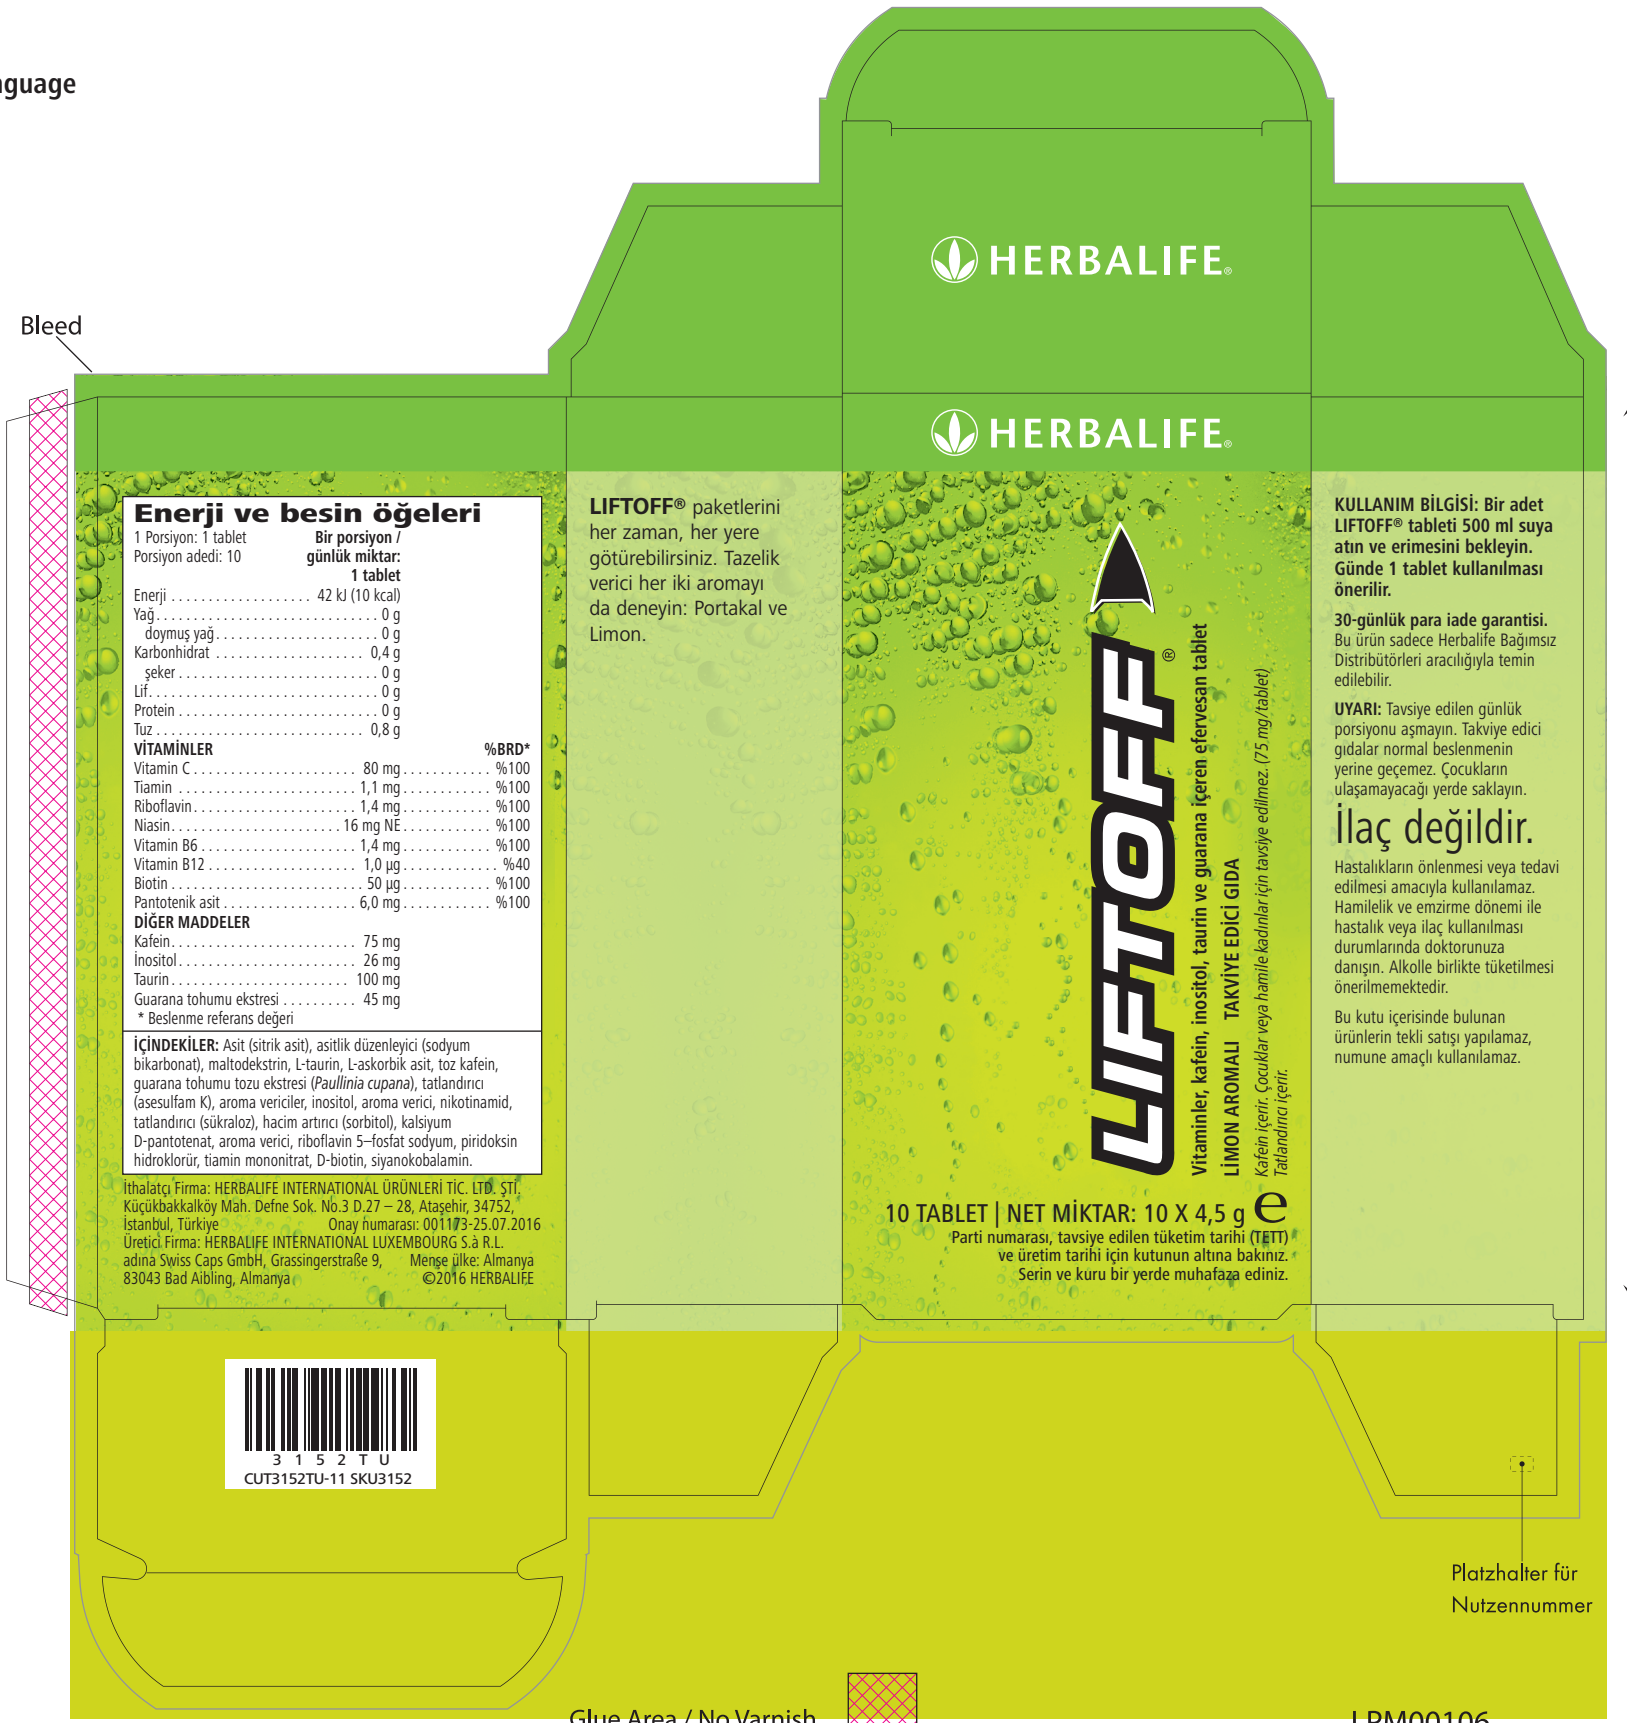 Bleed
HERBALIFE®
HERBALIFE®
Enerji ve besin öğeleri
1 Porsiyon: 1 tablet
Porsiyon adedi: 10
Bir porsiyon /
günlük miktar:
1 tablet
Enerji . . . . . . . . . . . . . . . . . . . 42 kJ (10 kcal)
Yağ. . . . . . . . . . . . . . . . . . . . . . . . . . . . . . 0 g
doymuş yağ. . . . . . . . . . . . . . . . . . . . . . 0 g
Karbonhidrat . . . . . . . . . . . . . . . . . . . . 0,4 g
şeker . . . . . . . . . . . . . . . . . . . . . . . . . . . 0 g
Lif. . . . . . . . . . . . . . . . . . . . . . . . . . . . . . . 0 g
Protein . . . . . . . . . . . . . . . . . . . . . . . . . . . 0 g
Tuz . . . . . . . . . . . . . . . . . . . . . . . . . . . . 0,8 g
VİTAMİNLER %BRD*
Vitamin C . . . . . . . . . . . . . . . . . . . . . . 80 mg . . . . . . . . . . . . %100
Tiamin . . . . . . . . . . . . . . . . . . . . . . . . 1,1 mg . . . . . . . . . . . . %100
Riboflavin. . . . . . . . . . . . . . . . . . . . . . 1,4 mg . . . . . . . . . . . . %100
Niasin. . . . . . . . . . . . . . . . . . . . . . . 16 mg NE . . . . . . . . . . . . %100
Vitamin B6 . . . . . . . . . . . . . . . . . . . . . 1,4 mg . . . . . . . . . . . . %100
Vitamin B12 . . . . . . . . . . . . . . . . . . . . 1,0 µg . . . . . . . . . . . . . %40
Biotin . . . . . . . . . . . . . . . . . . . . . . . . . . 50 µg . . . . . . . . . . . . %100
Pantotenik asit . . . . . . . . . . . . . . . . . . 6,0 mg . . . . . . . . . . . . %100
DİĞER MADDELER
Kafein. . . . . . . . . . . . . . . . . . . . . . . . . 75 mg
İnositol. . . . . . . . . . . . . . . . . . . . . . . . 26 mg
Taurin. . . . . . . . . . . . . . . . . . . . . . . . 100 mg
Guarana tohumu ekstresi . . . . . . . . . . 45 mg
* Beslenme referans değeri
İÇİNDEKİLER: Asit (sitrik asit), asitlik düzenleyici (sodyum
bikarbonat), maltodekstrin, L-taurin, L-askorbik asit, toz kafein,
guarana tohumu tozu ekstresi (Paullinia cupana), tatlandırıcı
(asesulfam K), aroma vericiler, inositol, aroma verici, nikotinamid,
tatlandırıcı (sükraloz), hacim artırıcı (sorbitol), kalsiyum
D-pantotenat, aroma verici, riboflavin 5–fosfat sodyum, piridoksin
hidroklorür, tiamin mononitrat, D-biotin, siyanokobalamin.
İthalatçı Firma: HERBALIFE INTERNATIONAL ÜRÜNLERİ TİC. LTD. ŞTİ.
Küçükbakkalköy Mah. Defne Sok. No.3 D.27 – 28, Ataşehir, 34752,
İstanbul, Türkiye Onay numarası: 001173-25.07.2016
Üretici Firma: HERBALIFE INTERNATIONAL LUXEMBOURG S.à R.L.
adına Swiss Caps GmbH, Grassingerstraße 9, Menşe ülke: Almanya
83043 Bad Aibling, Almanya ©2016 HERBALIFE
3 1 5 2 T U
CUT3152TU-11 SKU3152
LIFTOFF® paketlerini
her zaman, her yere
götürebilirsiniz. Tazelik
verici her iki aromayı
da deneyin: Portakal ve
Limon.
LIFTOFF®
Vitaminler, kafein, inositol, taurin ve guarana içeren efervesan tablet
LİMON AROMALI TAKVİYE EDİCİ GIDA
Kafein içerir. Çocuklar veya hamile kadınlar için tavsiye edilmez. (75 mg/tablet)
Tatlandırıcı içerir.
10 TABLET | NET MİKTAR: 10 X 4,5 g e
Parti numarası, tavsiye edilen tüketim tarihi (TETT)
ve üretim tarihi için kutunun altına bakınız.
Serin ve kuru bir yerde muhafaza ediniz.
KULLANIM BİLGİSİ: Bir adet
LIFTOFF® tableti 500 ml suya
atın ve erimesini bekleyin.
Günde 1 tablet kullanılması
önerilir.
30-günlük para iade garantisi.
Bu ürün sadece Herbalife Bağımsız
Distribütörleri aracılığıyla temin
edilebilir.
UYARI: Tavsiye edilen günlük
porsiyonu aşmayın. Takviye edici
gıdalar normal beslenmenin
yerine geçemez. Çocukların
ulaşamayacağı yerde saklayın.
İlaç değildir.
Hastalıkların önlenmesi veya tedavi
edilmesi amacıyla kullanılamaz.
Hamilelik ve emzirme dönemi ile
hastalık veya ilaç kullanılması
durumlarında doktorunuza
danışın. Alkolle birlikte tüketilmesi
önerilmemektedir.
Bu kutu içerisinde bulunan
ürünlerin tekli satışı yapılamaz,
numune amaçlı kullanılamaz.
Platzhalter für
Nutzennummer
Glue Area / No Varnish